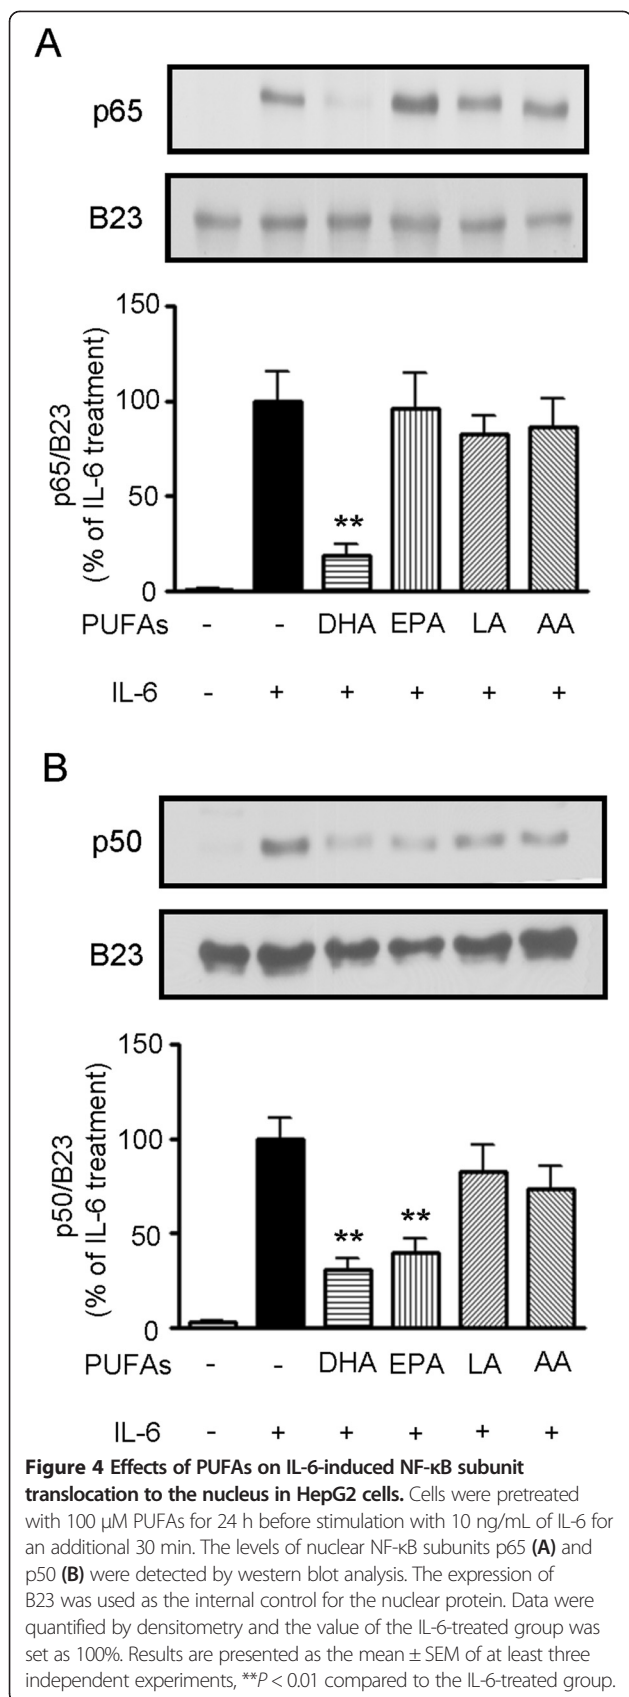 A
p65
B23
150
100
50
0
p65/B23
(% of IL-6 treatment)
**
PUFAs - - DHA EPA LA AA
IL-6 - + + + + +
B
p50
B23
150
100
50
0
p50/B23
(% of IL-6 treatment)
** **
PUFAs - - DHA EPA LA AA
IL-6 - + + + + +
Figure 4 Effects of PUFAs on IL-6-induced NF-κB subunit
translocation to the nucleus in HepG2 cells. Cells were pretreated
with 100 μM PUFAs for 24 h before stimulation with 10 ng/mL of IL-6 for
an additional 30 min. The levels of nuclear NF-κB subunits p65 (A) and
p50 (B) were detected by western blot analysis. The expression of
B23 was used as the internal control for the nuclear protein. Data were
quantified by densitometry and the value of the IL-6-treated group was
set as 100%. Results are presented as the mean ± SEM of at least three
independent experiments, **P < 0.01 compared to the IL-6-treated group.